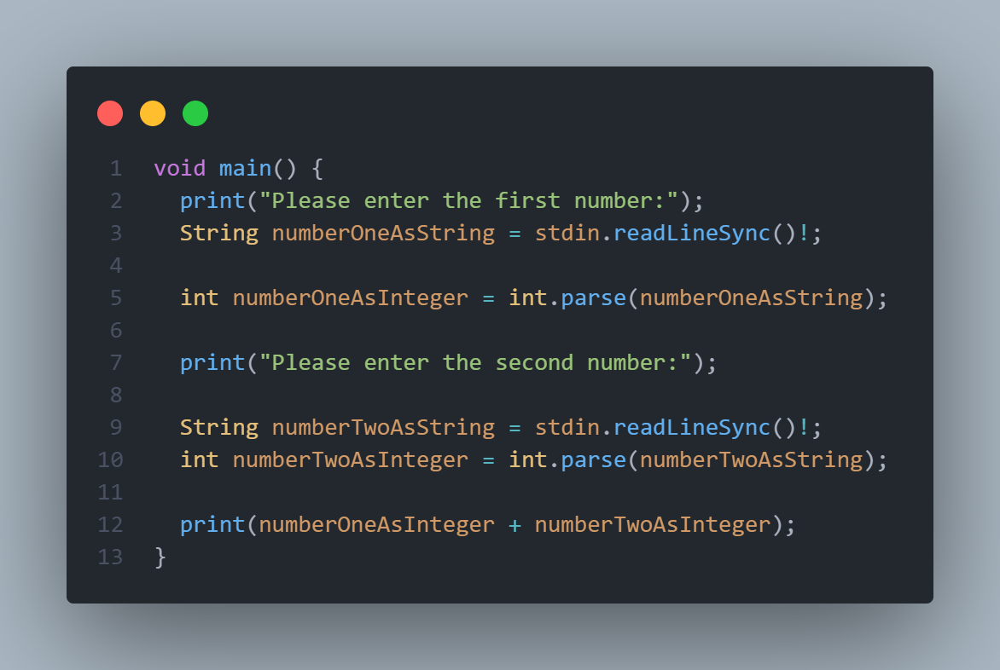 1 void main() {
2   print("Please enter the first number:");
3   String numberOneAsString = stdin.readLineSync()!;
4
5   int numberOneAsInteger = int.parse(numberOneAsString);
6
7   print("Please enter the second number:");
8
9   String numberTwoAsString = stdin.readLineSync()!;
10   int numberTwoAsInteger = int.parse(numberTwoAsString);
11
12   print(numberOneAsInteger + numberTwoAsInteger);
13 }